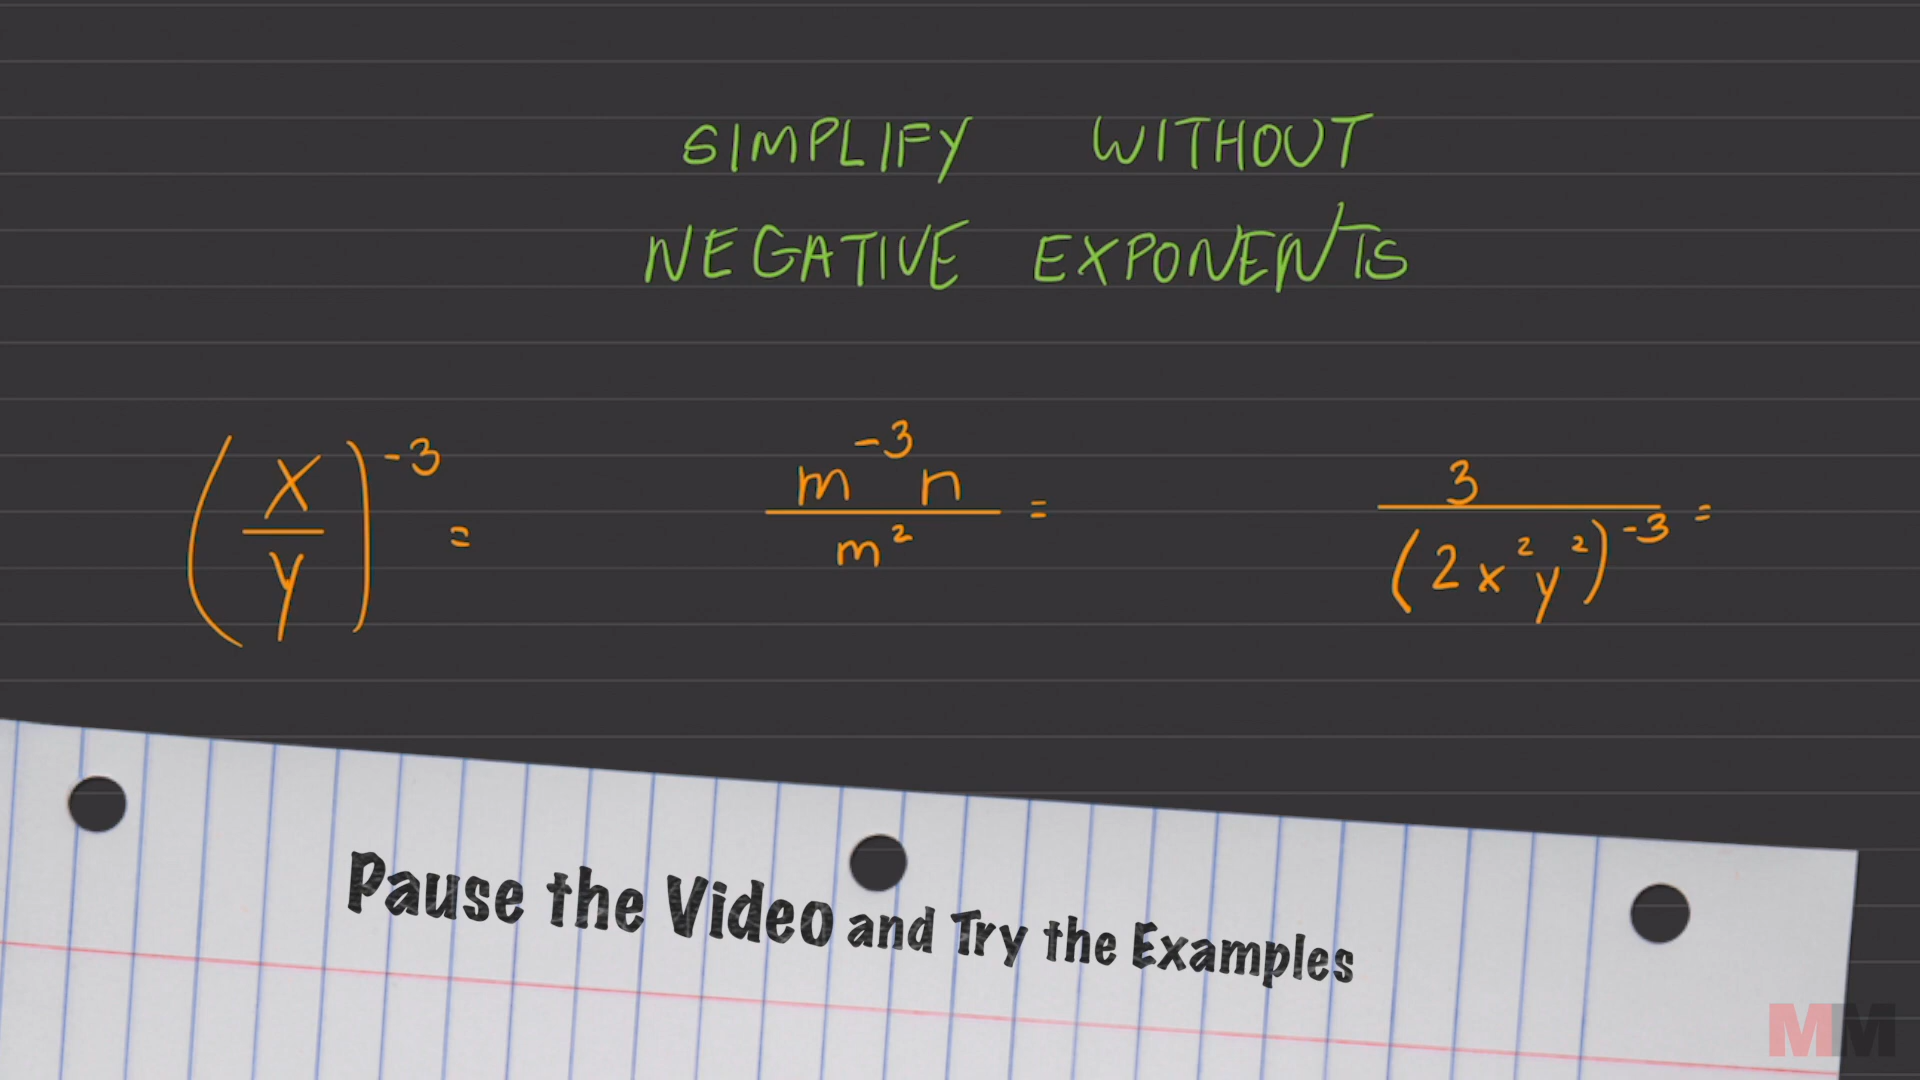 SIMPLIFY WITHOUT
NEGATIVE EXPONENTS
(x/y)^-3 =
m^-3 n / m^2 =
3 / (2x^2y^2)^-3 =
Pause the Video and Try the Examples
MM